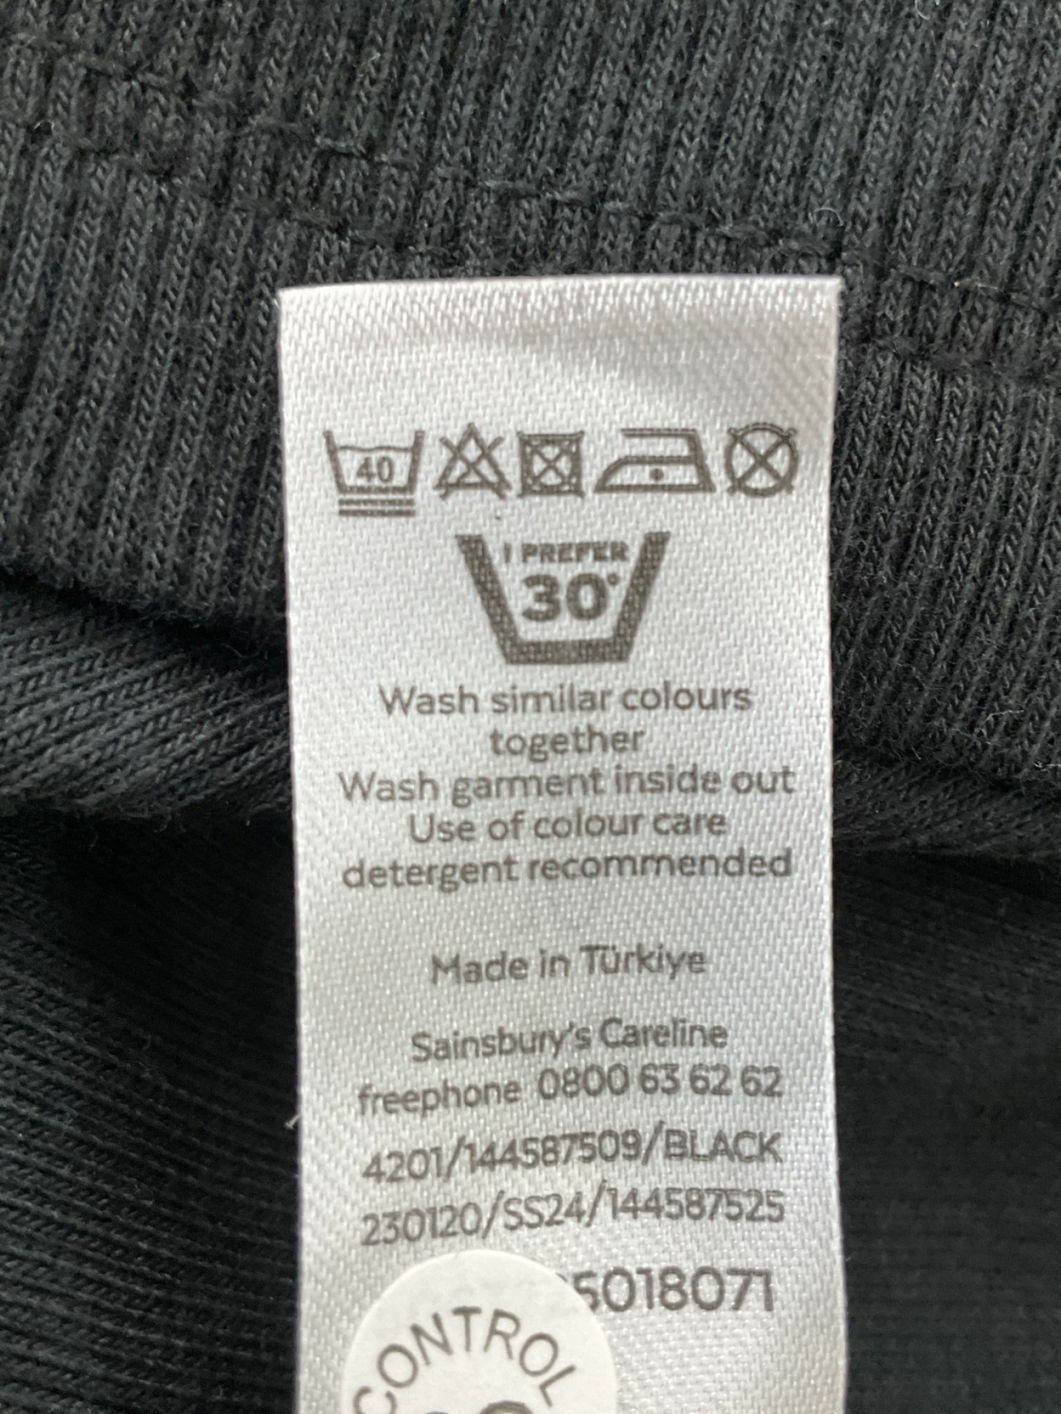 40
I PREFER
30°
Wash similar colours
together
Wash garment inside out
Use of colour care
detergent recommended
Made in Türkiye
Sainsbury's Careline
freephone 0800 63 62 62
4201/144587509/BLACK
230120/SS24/144587525
5018071
CONTROL